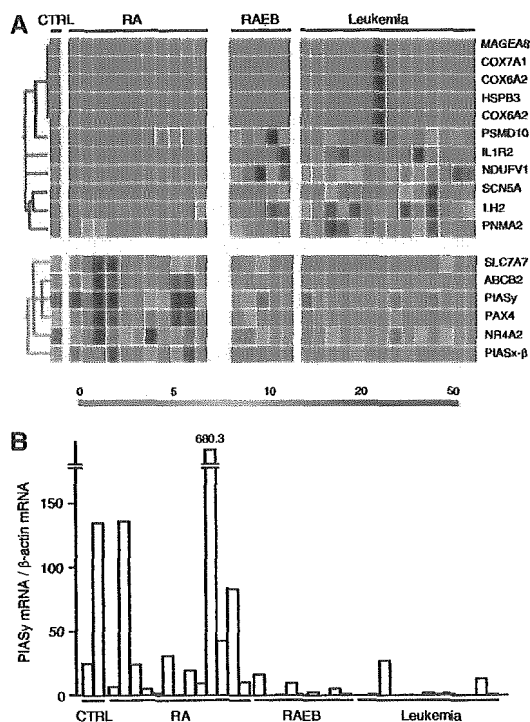 A
CTRL RA RAEB Leukemia
MAGEA8
COX7A1
COX6A2
HSPB3
COX6A2
PSMD10
IL1R2
NDUFV1
SCN5A
LH2
PNMA2
SLC7A7
ABCB2
PIASy
PAX4
NR4A2
PIASx-β
0 5 10 20 50
B
680.3
PIASy mRNA / β-actin mRNA
150
100
50
0
CTRL RA RAEB Leukemia